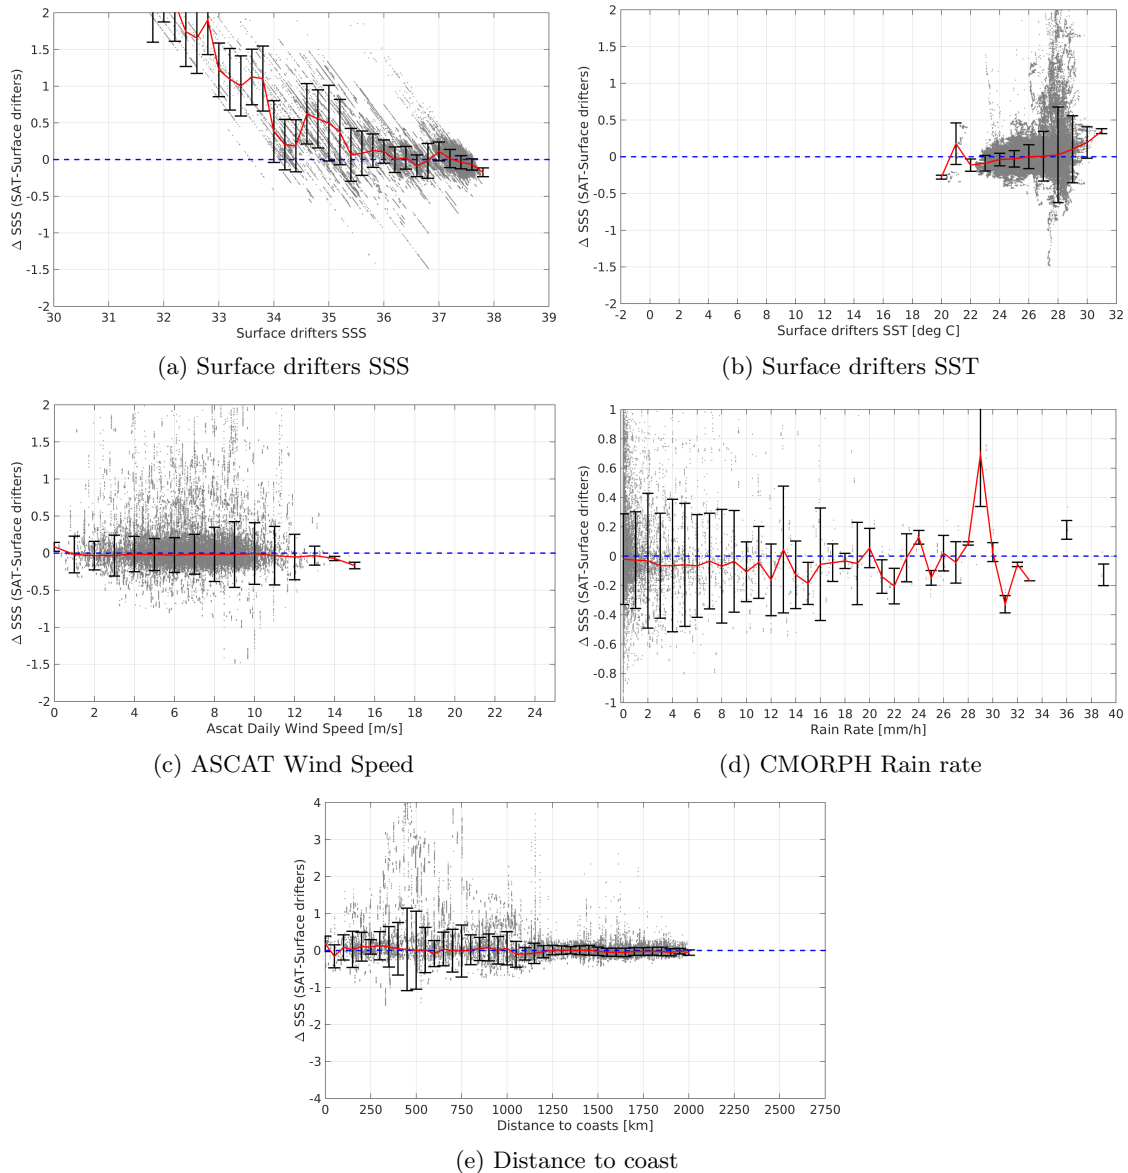 2
1.5
1
0.5
0
-0.5
-1
-1.5
-2
Δ SSS (SAT-Surface drifters)
30 31 32 33 34 35 36 37 38 39
Surface drifters SSS
(a) Surface drifters SSS
2
1.5
1
0.5
0
-0.5
-1
-1.5
-2
Δ SSS (SAT-Surface drifters)
-2 0 2 4 6 8 10 12 14 16 18 20 22 24 26 28 30 32
Surface drifters SST [deg C]
(b) Surface drifters SST
2
1.5
1
0.5
0
-0.5
-1
-1.5
-2
Δ SSS (SAT-Surface drifters)
0 2 4 6 8 10 12 14 16 18 20 22 24
Ascat Daily Wind Speed [m/s]
(c) ASCAT Wind Speed
1
0.8
0.6
0.4
0.2
0
-0.2
-0.4
-0.6
-0.8
-1
Δ SSS (SAT-Surface drifters)
0 2 4 6 8 10 12 14 16 18 20 22 24 26 28 30 32 34 36 38 40
Rain Rate [mm/h]
(d) CMORPH Rain rate
4
3
2
1
0
-1
-2
-3
-4
Δ SSS (SAT-Surface drifters)
0 250 500 750 1000 1250 1500 1750 2000 2250 2500 2750
Distance to coasts [km]
(e) Distance to coast